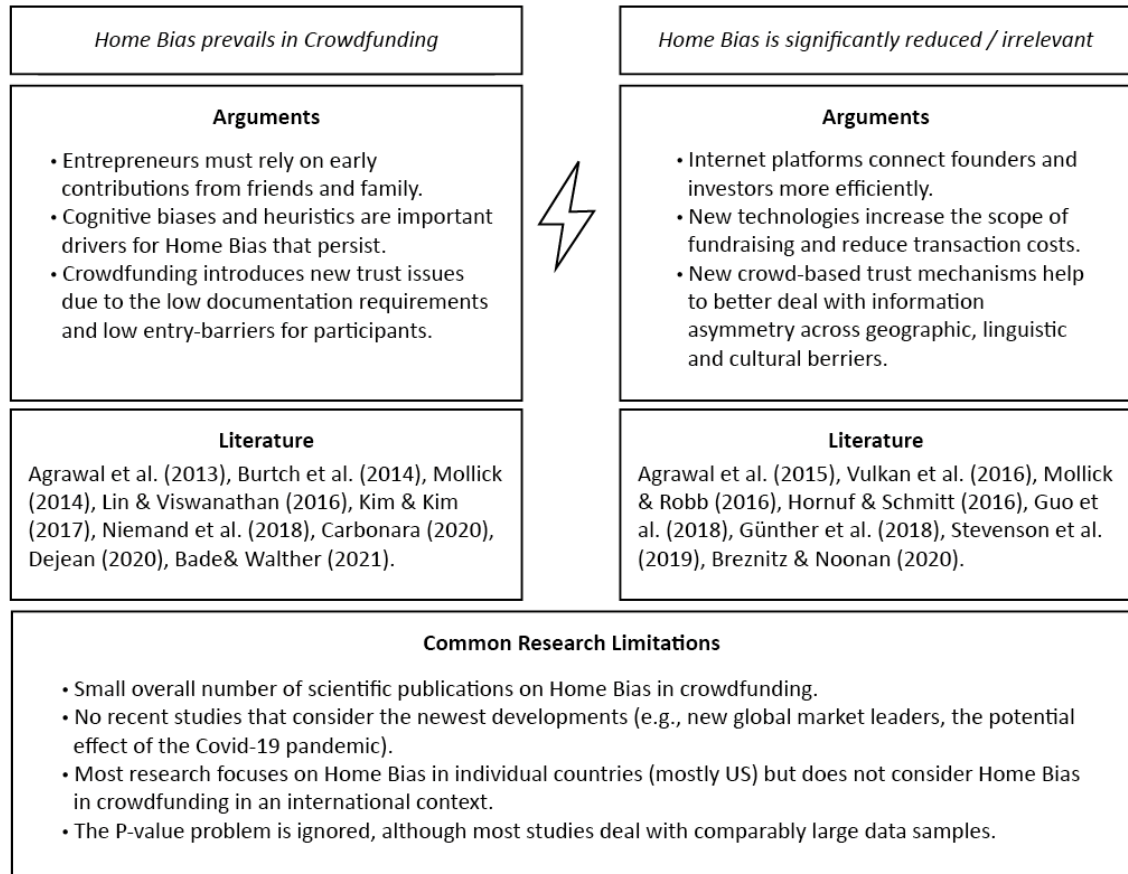 Home Bias prevails in Crowdfunding
Arguments
• Entrepreneurs must rely on early
contributions from friends and family.
• Cognitive biases and heuristics are important
drivers for Home Bias that persist.
• Crowdfunding introduces new trust issues
due to the low documentation requirements
and low entry-barriers for participants.
Literature
Agrawal et al. (2013), Burtch et al. (2014), Mollick
(2014), Lin & Viswanathan (2016), Kim & Kim
(2017), Niemand et al. (2018), Carbonara (2020),
Dejean (2020), Bade& Walther (2021).
Home Bias is significantly reduced / irrelevant
Arguments
• Internet platforms connect founders and
investors more efficiently.
• New technologies increase the scope of
fundraising and reduce transaction costs.
• New crowd-based trust mechanisms help
to better deal with information
asymmetry across geographic, linguistic
and cultural berriers.
Literature
Agrawal et al. (2015), Vulkan et al. (2016), Mollick
& Robb (2016), Hornuf & Schmitt (2016), Guo et
al. (2018), Günther et al. (2018), Stevenson et al.
(2019), Breznitz & Noonan (2020).
Common Research Limitations
• Small overall number of scientific publications on Home Bias in crowdfunding.
• No recent studies that consider the newest developments (e.g., new global market leaders, the potential
effect of the Covid-19 pandemic).
• Most research focuses on Home Bias in individual countries (mostly US) but does not consider Home Bias
in crowdfunding in an international context.
• The P-value problem is ignored, although most studies deal with comparably large data samples.